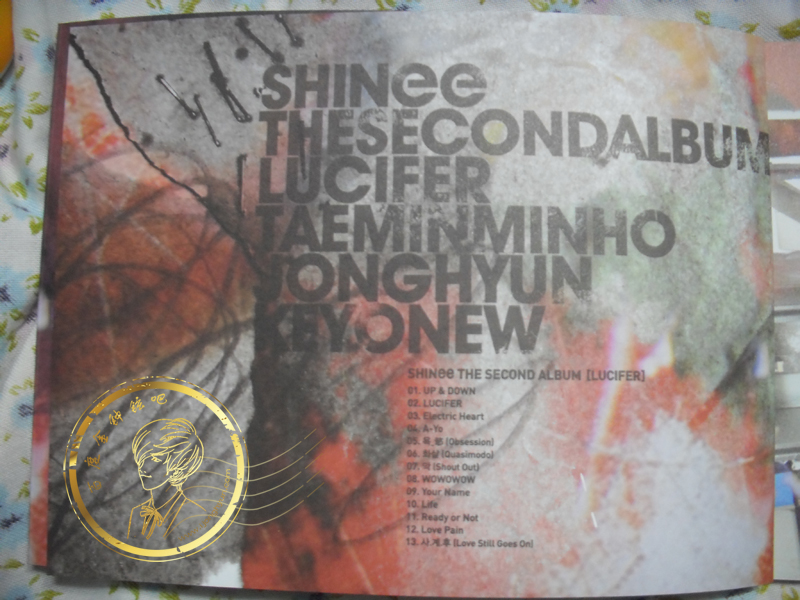 SHINee
THESECONDALBUM
LUCIFER
TAEMINMINHO
JONGHYUN
KEYONEW
SHINee THE SECOND ALBUM [LUCIFER]
01. UP & DOWN
02. LUCIFER
03. Electric Heart
04. A-Yo
05. 욕.망 (Obsession)
06. 화살 (Quasimodo)
07. 악 (Shout Out)
08. WOWOWOW
09. Your Name
10. Life
11. Ready or Not
12. Love Pain
13. 사.계.후 (Love Still Goes On)